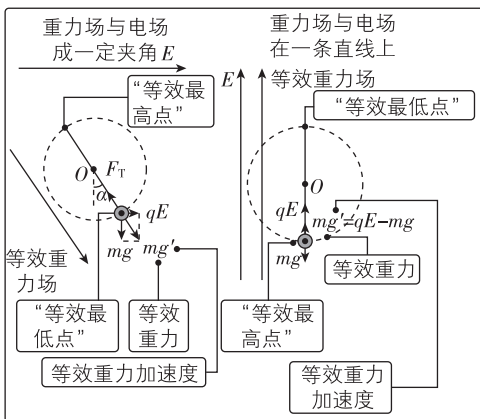 重力场与电场
成一定夹角E
“等效最
高点”
O
F_T
α
qE
mg
mg′
等效重
力场
“等效最
低点”
等效
重力
等效重力加速度
重力场与电场
在一条直线上
E
等效重力场
“等效最低点”
O
qE
mg′=qE-mg
mg
等效重力
“等效最
高点”
等效重力
加速度